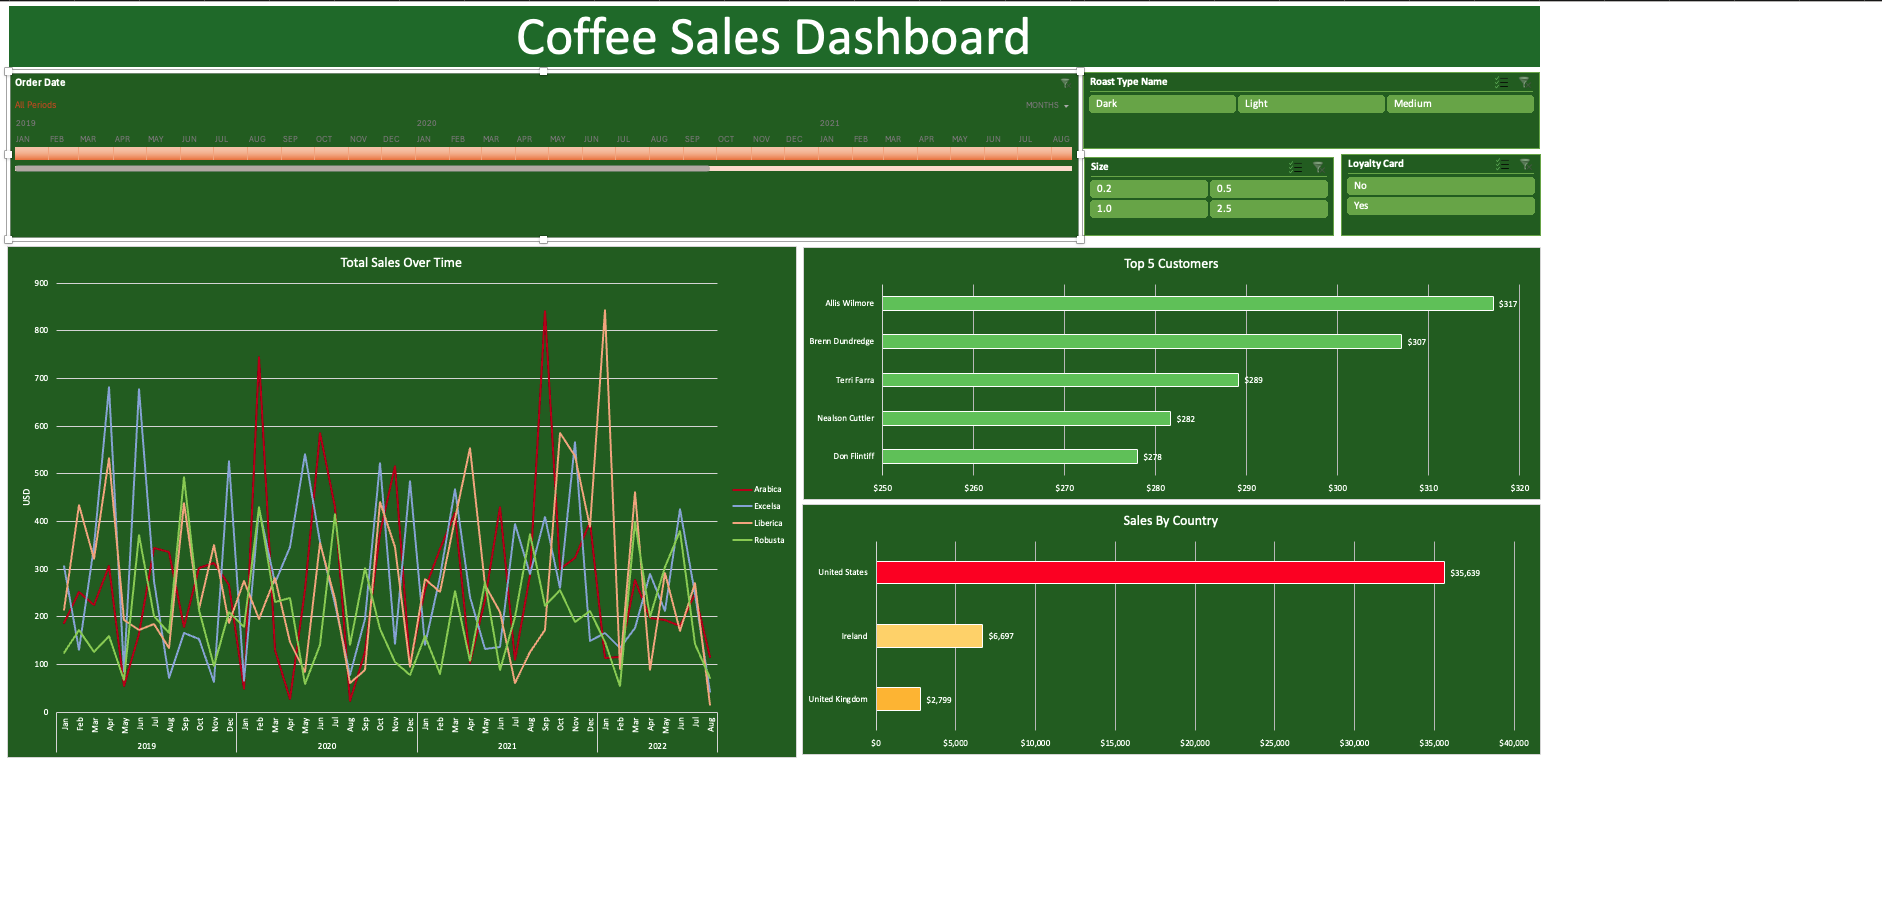 Coffee Sales Dashboard
Order Date
All Periods
MONTHS
2019 2020 2021
JAN FEB MAR APR MAY JUN JUL AUG SEP OCT NOV DEC JAN FEB MAR APR MAY JUN JUL AUG SEP OCT NOV DEC JAN FEB MAR APR MAY JUN JUL AUG
Roast Type Name
Dark Light Medium
Size
0.2 0.5
1.0 2.5
Loyalty Card
No
Yes
Total Sales Over Time
900
800
700
600
500
400
300
200
100
0
USD
Jan Feb Mar Apr May Jun Jul Aug Sep Oct Nov Dec Jan Feb Mar Apr May Jun Jul Aug Sep Oct Nov Dec Jan Feb Mar Apr May Jun Jul Aug Sep Oct Nov Dec Jan Feb Mar Apr May Jun Jul Aug
2019 2020 2021 2022
Arabica
Excelsa
Liberica
Robusta
Top 5 Customers
Allis Wilmore $317
Brenn Dundredge $307
Terri Farra $289
Nealson Cuttler $282
Don Flintiff $278
$250 $260 $270 $280 $290 $300 $310 $320
Sales By Country
United States $35,639
Ireland $6,697
United Kingdom $2,799
$0 $5,000 $10,000 $15,000 $20,000 $25,000 $30,000 $35,000 $40,000